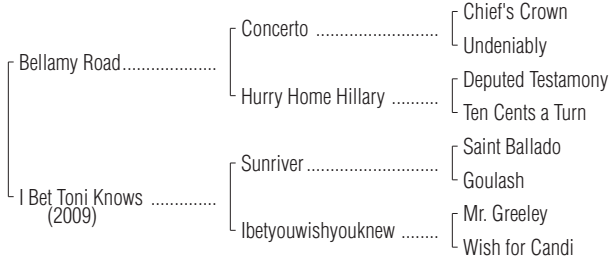 Chief's Crown
Concerto ..........................
Undeniably
Bellamy Road....................
Deputed Testamony
Hurry Home Hillary ..........
Ten Cents a Turn
Saint Ballado
Sunriver............................
Goulash
I Bet Toni Knows ..............
(2009)
Mr. Greeley
Ibetyouwishyouknew ........
Wish for Candi